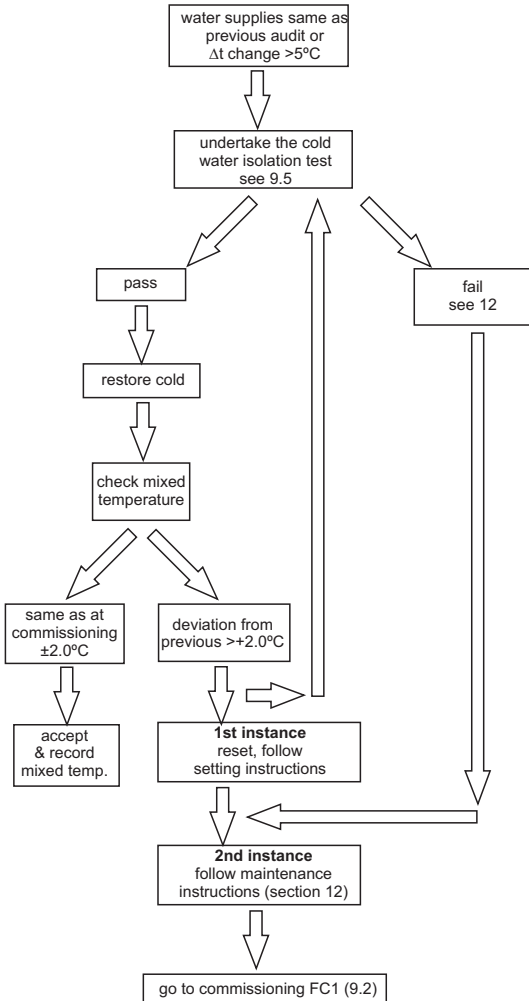 water supplies same as
previous audit or
Δt change >5ºC
undertake the cold
water isolation test
see 9.5
pass
fail
see 12
restore cold
check mixed
temperature
same as at
commissioning
±2.0ºC
deviation from
previous >+2.0ºC
accept
& record
mixed temp.
1st instance
reset, follow
setting instructions
2nd instance
follow maintenance
instructions (section 12)
go to commissioning FC1 (9.2)